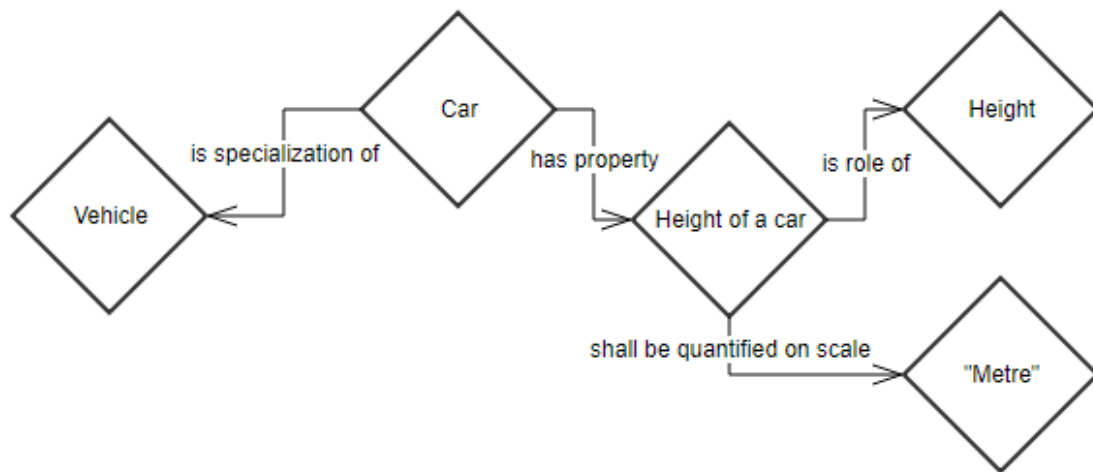 Car
Height
is specialization of
has property
is role of
Vehicle
Height of a car
shall be quantified on scale
"Metre"